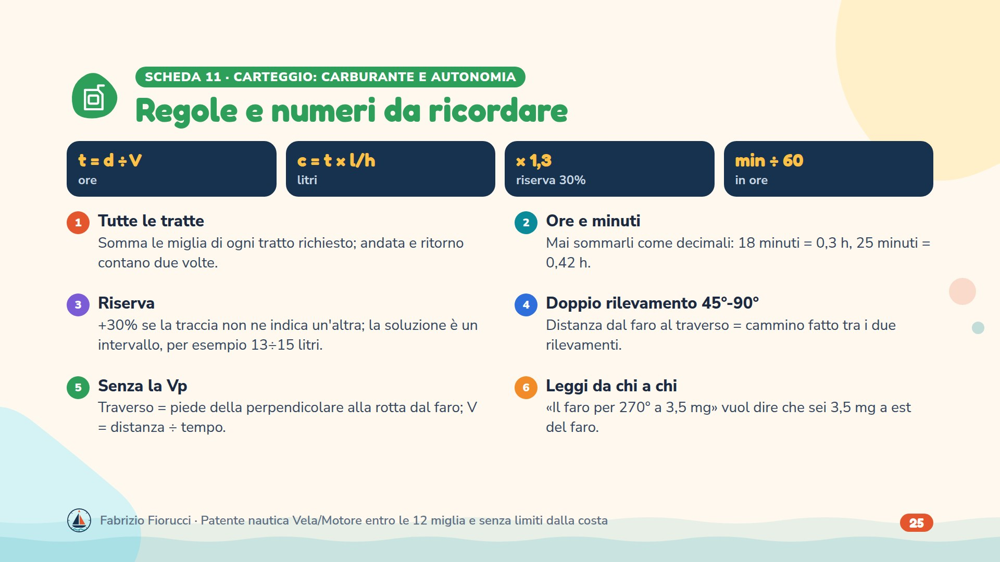 SCHEDA 11 · CARTEGGIO: CARBURANTE E AUTONOMIA
Regole e numeri da ricordare
t = d ÷ V
ore
c = t × l/h
litri
× 1,3
riserva 30%
min ÷ 60
in ore
1
Tutte le tratte
Somma le miglia di ogni tratto richiesto; andata e ritorno
contano due volte.
2
Ore e minuti
Mai sommarli come decimali: 18 minuti = 0,3 h, 25 minuti =
0,42 h.
3
Riserva
+30% se la traccia non ne indica un'altra; la soluzione è un
intervallo, per esempio 13÷15 litri.
4
Doppio rilevamento 45°-90°
Distanza dal faro al traverso = cammino fatto tra i due
rilevamenti.
5
Senza la Vp
Traverso = piede della perpendicolare alla rotta dal faro; V
= distanza ÷ tempo.
6
Leggi da chi a chi
«Il faro per 270° a 3,5 mg» vuol dire che sei 3,5 mg a est
del faro.
Fabrizio Fiorucci · Patente nautica Vela/Motore entro le 12 miglia e senza limiti dalla costa
25